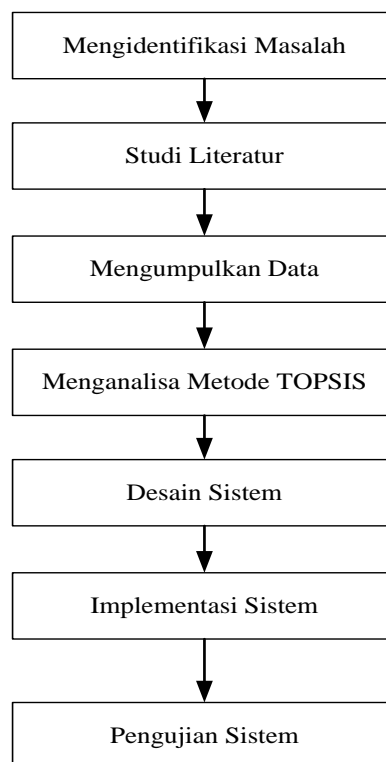 Mengidentifikasi Masalah
Studi Literatur
Mengumpulkan Data
Menganalisa Metode TOPSIS
Desain Sistem
Implementasi Sistem
Pengujian Sistem